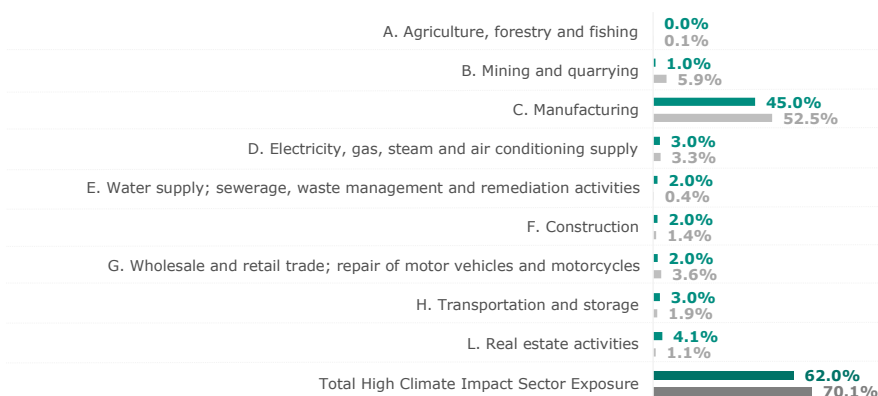 A. Agriculture, forestry and fishing
0.0%
0.1%
B. Mining and quarrying
1.0%
5.9%
C. Manufacturing
45.0%
52.5%
D. Electricity, gas, steam and air conditioning supply
3.0%
3.3%
E. Water supply; sewerage, waste management and remediation activities
2.0%
0.4%
F. Construction
2.0%
1.4%
G. Wholesale and retail trade; repair of motor vehicles and motorcycles
2.0%
3.6%
H. Transportation and storage
3.0%
1.9%
L. Real estate activities
4.1%
1.1%
Total High Climate Impact Sector Exposure
62.0%
70.1%